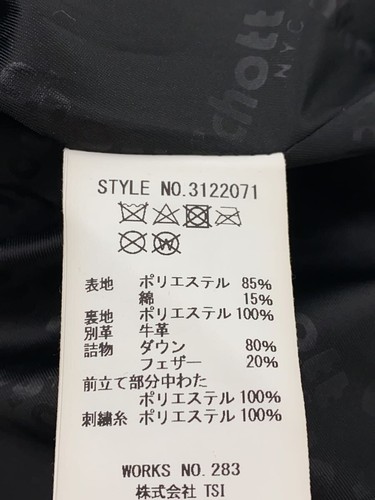 chott
NYC
STYLE NO.3122071
表地 ポリエステル 85%
綿 15%
裏地 ポリエステル 100%
別革 牛革
詰物 ダウン 80%
フェザー 20%
前立て部分中わた
ポリエステル 100%
刺繍糸 ポリエステル 100%
WORKS NO. 283
株式会社 TSI